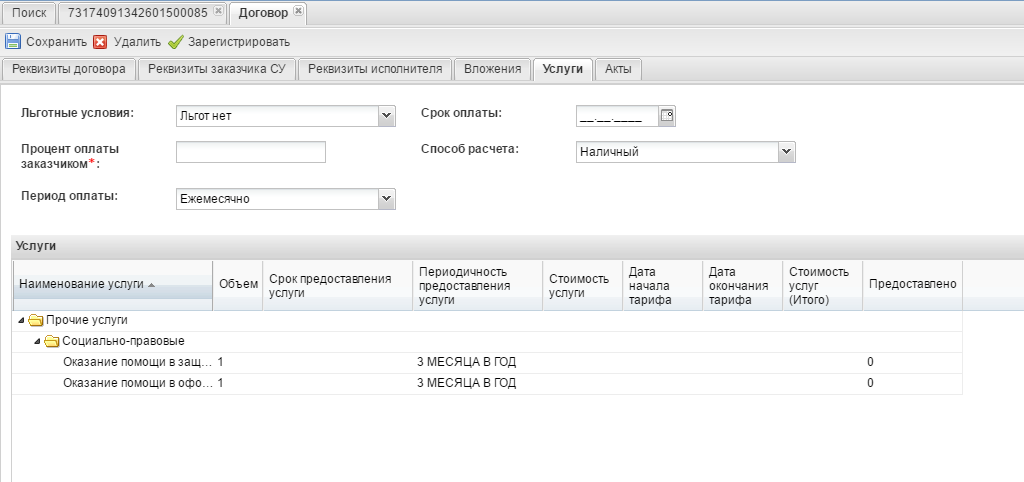 Поиск 73174091342601500085 Договор
Сохранить Удалить Зарегистрировать
Реквизиты договора Реквизиты заказчика СУ Реквизиты исполнителя Вложения Услуги Акты
Льготные условия: Льгот нет Срок оплаты: __.__.____
Процент оплаты заказчиком*: Способ расчета: Наличный
Период оплаты: Ежемесячно
Услуги
Наименование услуги Объем Срок предоставления услуги Периодичность предоставления услуги Стоимость услуги Дата начала тарифа Дата окончания тарифа Стоимость услуг (Итого) Предоставлено
Прочие услуги
Социально-правовые
Оказание помощи в защ... 1 3 МЕСЯЦА В ГОД 0
Оказание помощи в офо... 1 3 МЕСЯЦА В ГОД 0